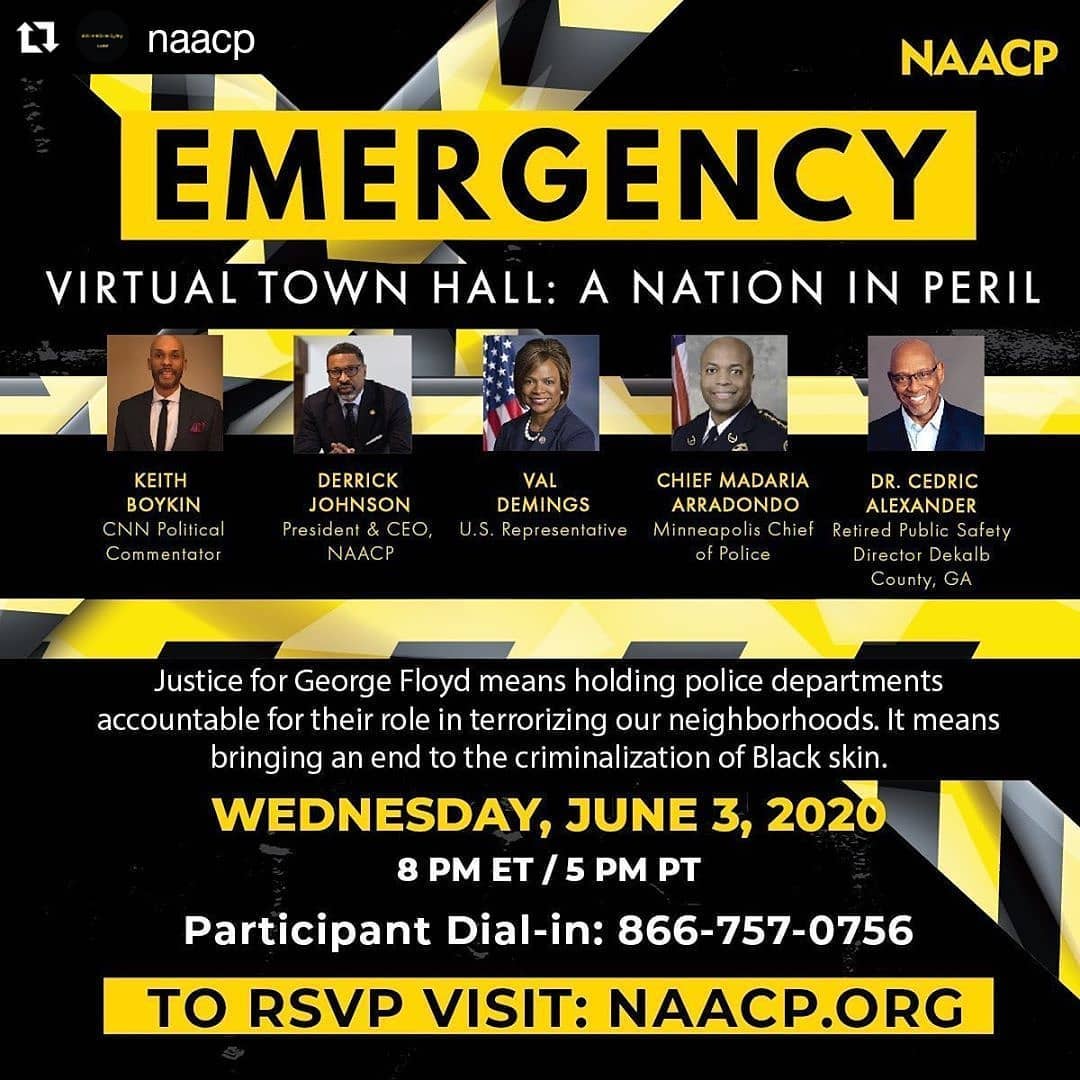 naacp
NAACP
EMERGENCY
VIRTUAL TOWN HALL: A NATION IN PERIL
KEITH
BOYKIN
CNN Political
Commentator
DERRICK
JOHNSON
President & CEO,
NAACP
VAL
DEMINGS
U.S. Representative
CHIEF MADARIA
ARRADONDO
Minneapolis Chief
of Police
DR. CEDRIC
ALEXANDER
Retired Public Safety
Director Dekalb
County, GA
Justice for George Floyd means holding police departments
accountable for their role in terrorizing our neighborhoods. It means
bringing an end to the criminalization of Black skin.
WEDNESDAY, JUNE 3, 2020
8 PM ET / 5 PM PT
Participant Dial-in: 866-757-0756
TO RSVP VISIT: NAACP.ORG